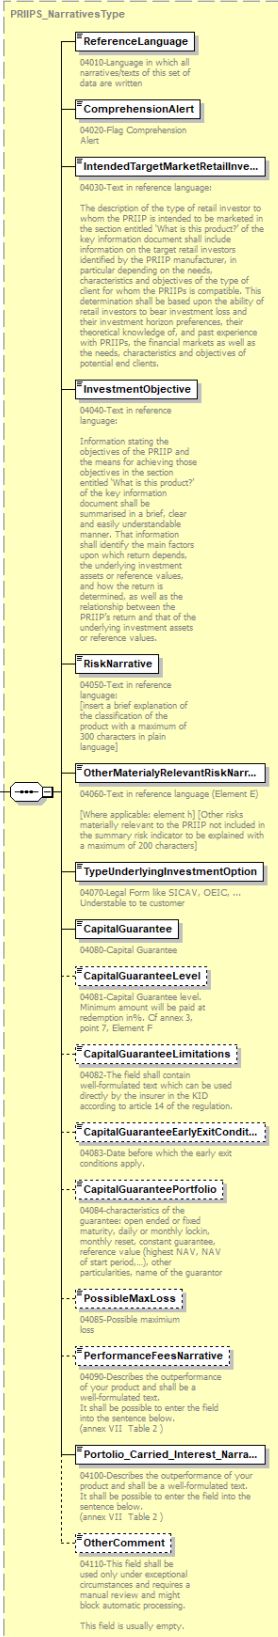 PRIIPS_NarrativesType
ReferenceLanguage
04010-Language in which all
narratives/texts of this set of
data are written
ComprehensionAlert
04020-Flag Comprehension
Alert
IntendedTargetMarketRetailInve...
04030-Text in reference language:
The description of the type of retail investor to
whom the PRIIP is intended to be marketed in
the section entitled 'What is this product?' of the
key information document shall include
information on the target retail investors
identified by the PRIIP manufacturer, in
particular depending on the needs,
characteristics and objectives of the type of
client for whom the PRIIPs is compatible. This
determination shall be based upon the ability of
retail investors to bear investment loss and
their investment horizon preferences, their
theoretical knowledge of, and past experience
with PRIIPs, the financial markets as well as
the needs, characteristics and objectives of
potential end clients.
InvestmentObjective
04040-Text in reference
language:
Information stating the
objectives of the PRIIP and
the means for achieving those
objectives in the section
entitled 'What is this product?'
of the key information
document shall be
summarised in a brief, clear
and easily understandable
manner. That information
shall identify the main factors
upon which return depends,
the underlying investment
assets or reference values,
and how the return is
determined, as well as the
relationship between the
PRIIP's return and that of the
underlying investment assets
or reference values.
RiskNarrative
04050-Text in reference
language:
[insert a brief explanation of
the classification of the
product with a maximum of
300 characters in plain
language]
OtherMaterialyRelevantRiskNarr...
04060-Text in reference language (Element E)
[Where applicable: element h] [Other risks
materially relevant to the PRIIP not included in
the summary risk indicator to be explained with
a maximum of 200 characters]
TypeUnderlyingInvestmentOption
04070-Legal Form like SICAV, OEIC, ...
Understable to te customer
CapitalGuarantee
04080-Capital Guarantee
CapitalGuaranteeLevel
04081-Capital Guarantee level.
Minimum amount will be paid at
redemption in%. Cf annex 3,
point 7, Element F
CapitalGuaranteeLimitations
04082-The field shall contain
well-formulated text which can be used
directly by the insurer in the KID
according to article 14 of the regulation.
CapitalGuaranteeEarlyExitCondit...
04083-Date before which the early exit
conditions apply.
CapitalGuaranteePortfolio
04084-characteristics of the
guarantee: open ended or fixed
maturity, daily or monthly lockin,
monthly reset, constant guarantee,
reference value (highest NAV, NAV
of start period,...), other
particularities, name of the guarantor
PossibleMaxLoss
04085-Possible maximium
loss
PerformanceFeesNarrative
04090-Describes the outperformance
of your product and shall be a
well-formulated text.
It shall be possible to enter the field
into the sentence below.
(annex VII  Table 2 )
Portolio_Carried_Interest_Narra...
04100-Describes the outperformance of your
product and shall be a well-formulated text.
It shall be possible to enter the field into the
sentence below.
(annex VII  Table 2 )
OtherComment
04110-This field shall be
used only under exceptional
circumstances and requires a
manual review and might
block automatic processing.
This field is usually empty.